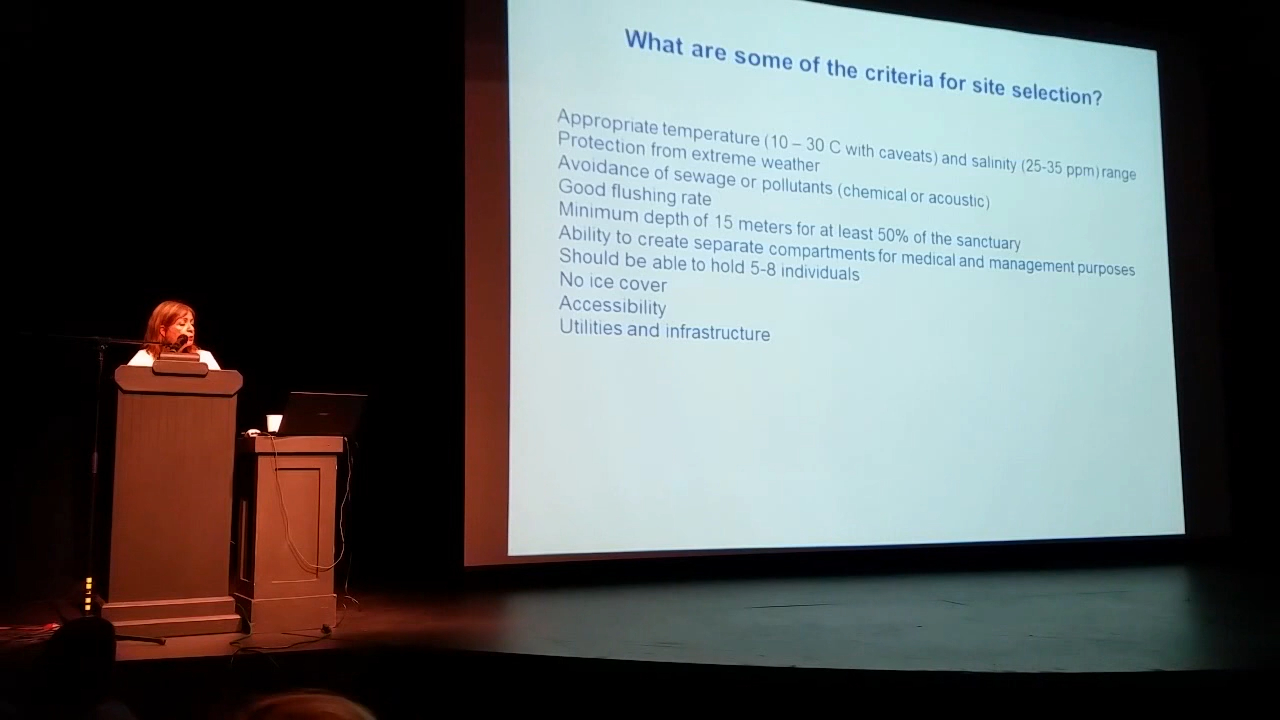 What are some of the criteria for site selection?
Appropriate temperature (10 – 30 C with caveats) and salinity (25-35 ppm) range
Protection from extreme weather
Avoidance of sewage or pollutants (chemical or acoustic)
Good flushing rate
Minimum depth of 15 meters for at least 50% of the sanctuary
Ability to create separate compartments for medical and management purposes
Should be able to hold 5-8 individuals
No ice cover
Accessibility
Utilities and infrastructure